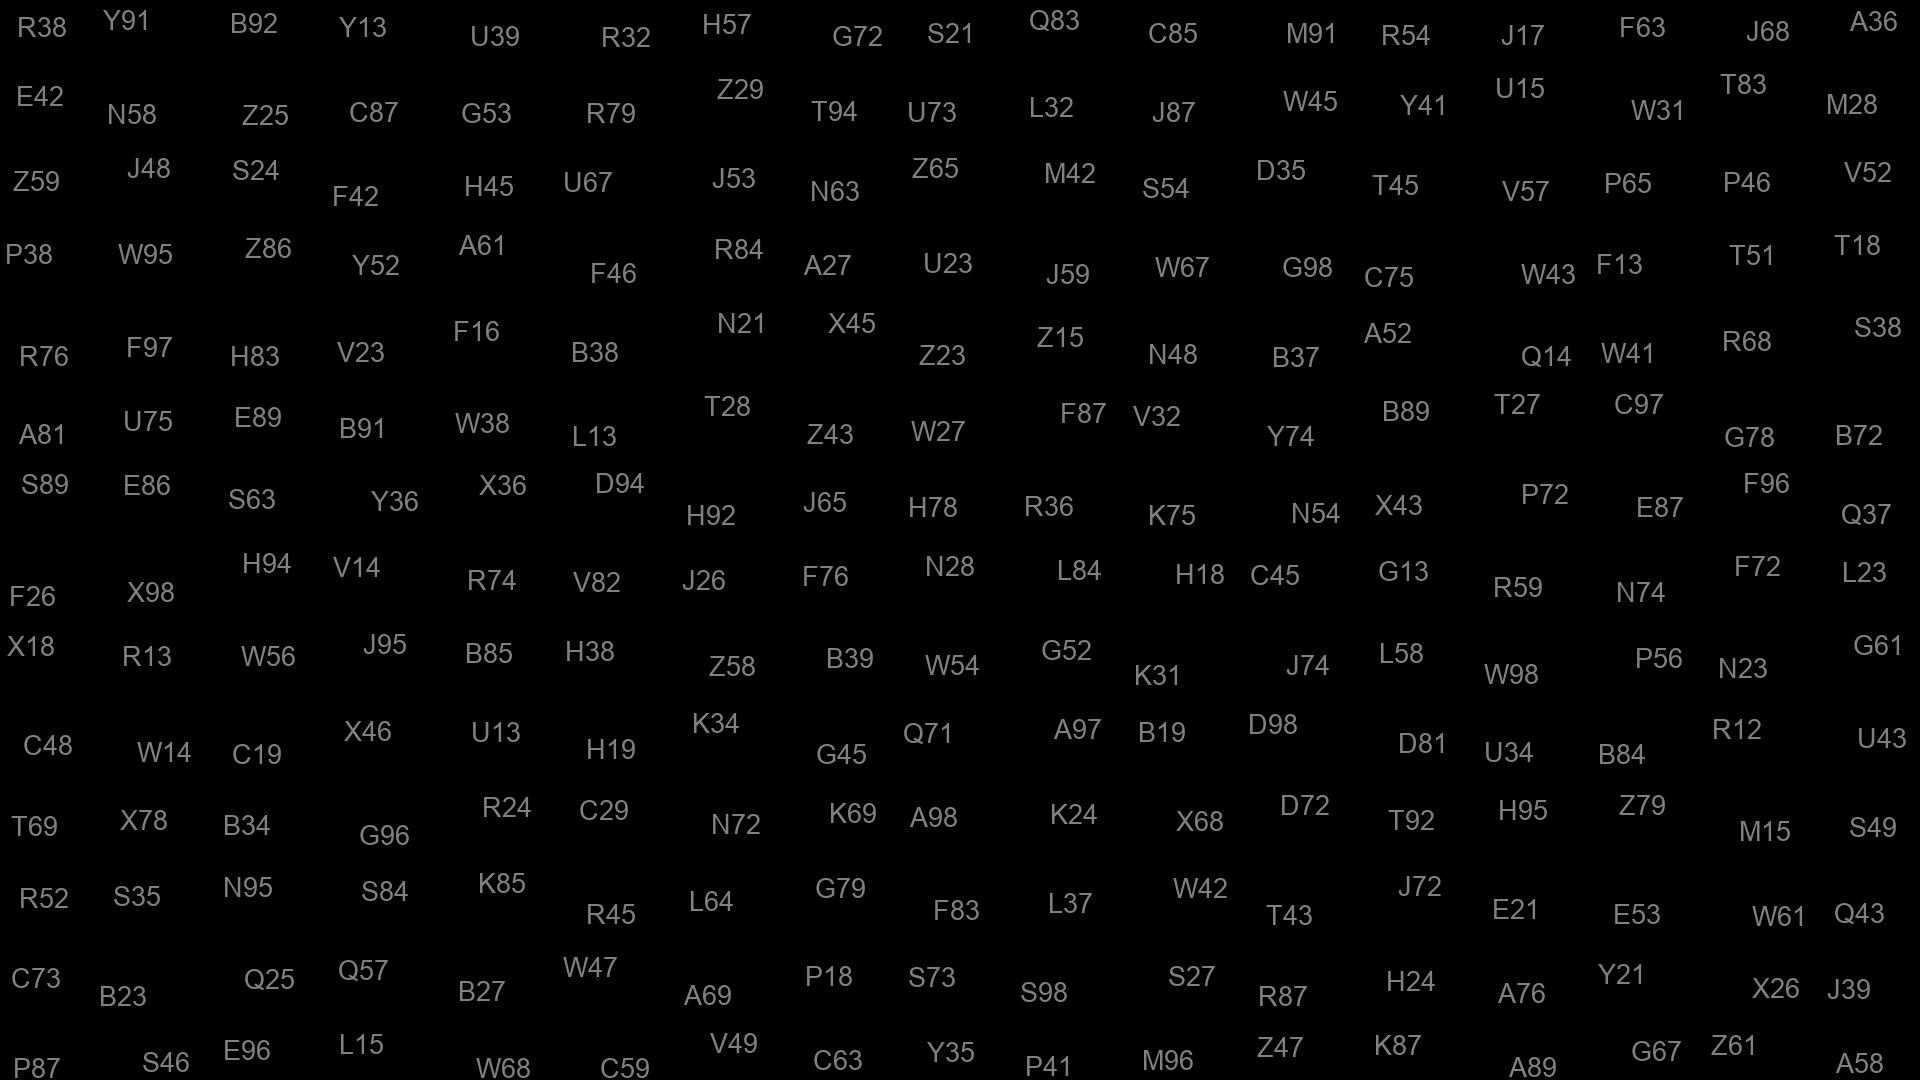 R38 Y91 B92 Y13 U39 R32 H57 G72 S21 Q83 C85 M91 R54 J17 F63 J68 A36
E42 N58 Z25 C87 G53 R79 Z29 T94 U73 L32 J87 W45 Y41 U15 W31 T83 M28
Z59 J48 S24 F42 H45 U67 J53 N63 Z65 M42 S54 D35 T45 V57 P65 P46 V52
P38 W95 Z86 Y52 A61 F46 R84 A27 U23 J59 W67 G98 C75 W43 F13 T51 T18
R76 F97 H83 V23 F16 B38 N21 X45 Z23 Z15 N48 B37 A52 Q14 W41 R68 S38
A81 U75 E89 B91 W38 L13 T28 Z43 W27 F87 V32 Y74 B89 T27 C97 G78 B72
S89 E86 S63 Y36 X36 D94 H92 J65 H78 R36 K75 N54 X43 P72 E87 F96 Q37
F26 X98 H94 V14 R74 V82 J26 F76 N28 L84 H18 C45 G13 R59 N74 F72 L23
X18 R13 W56 J95 B85 H38 Z58 B39 W54 G52 K31 J74 L58 W98 P56 N23 G61
C48 W14 C19 X46 U13 H19 K34 G45 Q71 A97 B19 D98 D81 U34 B84 R12 U43
T69 X78 B34 G96 R24 C29 N72 K69 A98 K24 X68 D72 T92 H95 Z79 M15 S49
R52 S35 N95 S84 K85 R45 L64 G79 F83 L37 W42 T43 J72 E21 E53 W61 Q43
C73 B23 Q25 Q57 B27 W47 A69 P18 S73 S98 S27 R87 H24 A76 Y21 X26 J39
P87 S46 E96 L15 W68 C59 V49 C63 Y35 P41 M96 Z47 K87 A89 G67 Z61 A58